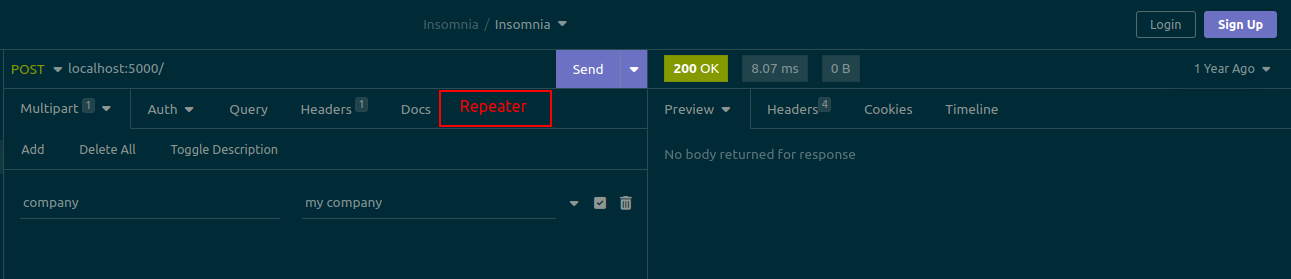 Insomnia / Insomnia
Login
Sign Up
POST localhost:5000/
Send
200 OK
8.07 ms
0 B
1 Year Ago
Multipart 1
Auth
Query
Headers 1
Docs
Repeater
Preview
Headers 4
Cookies
Timeline
Add
Delete All
Toggle Description
No body returned for response
company
my company